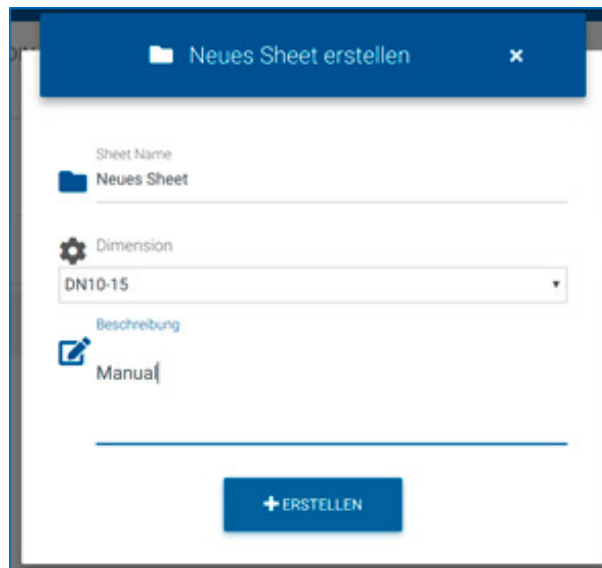 Neues Sheet erstellen
Sheet Name
Neues Sheet
Dimension
DN10-15
Beschreibung
Manual
ERSTELLEN